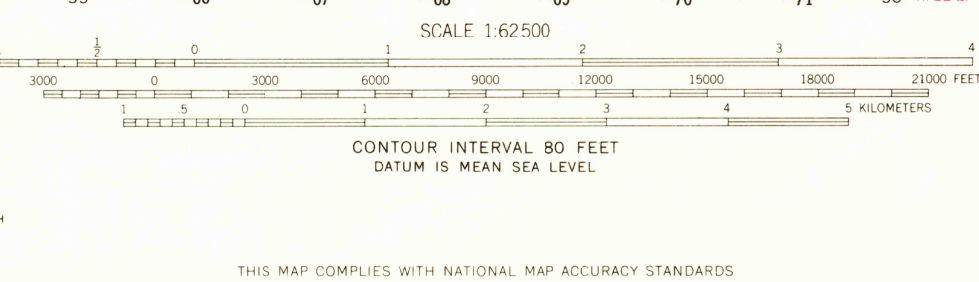 SCALE 1:62500
1/2 0 1 2 3 4
3000 0 3000 6000 9000 12000 15000 18000 21000 FEET
1 .5 0 1 2 3 4 5 KILOMETERS
CONTOUR INTERVAL 80 FEET
DATUM IS MEAN SEA LEVEL
THIS MAP COMPLIES WITH NATIONAL MAP ACCURACY STANDARDS